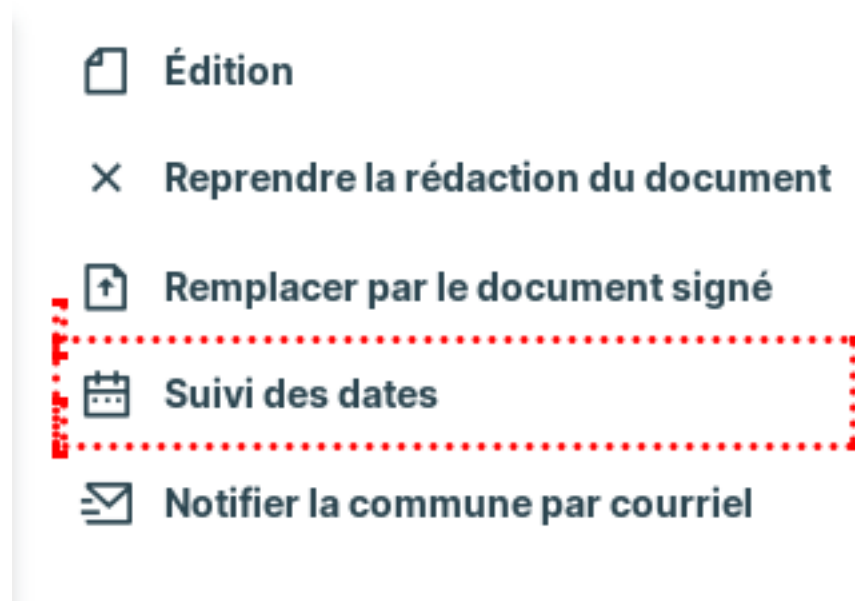 Édition
Reprendre la rédaction du document
Remplacer par le document signé
Suivi des dates
Notifier la commune par courriel